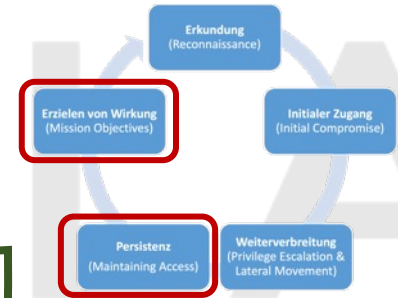 Erkundung
(Reconnaissance)
Initialer Zugang
(Initial Compromise)
Weiterverbreitung
(Privilege Escalation &
Lateral Movement)
Persistenz
(Maintaining Access)
Erzielen von Wirkung
(Mission Objectives)